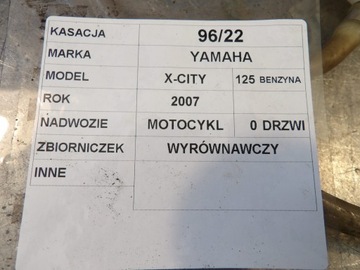 KASACJA 96/22
MARKA YAMAHA
MODEL X-CITY 125 BENZYNA
ROK 2007
NADWOZIE MOTOCYKL 0 DRZWI
ZBIORNICZEK WYRÓWNAWCZY
INNE